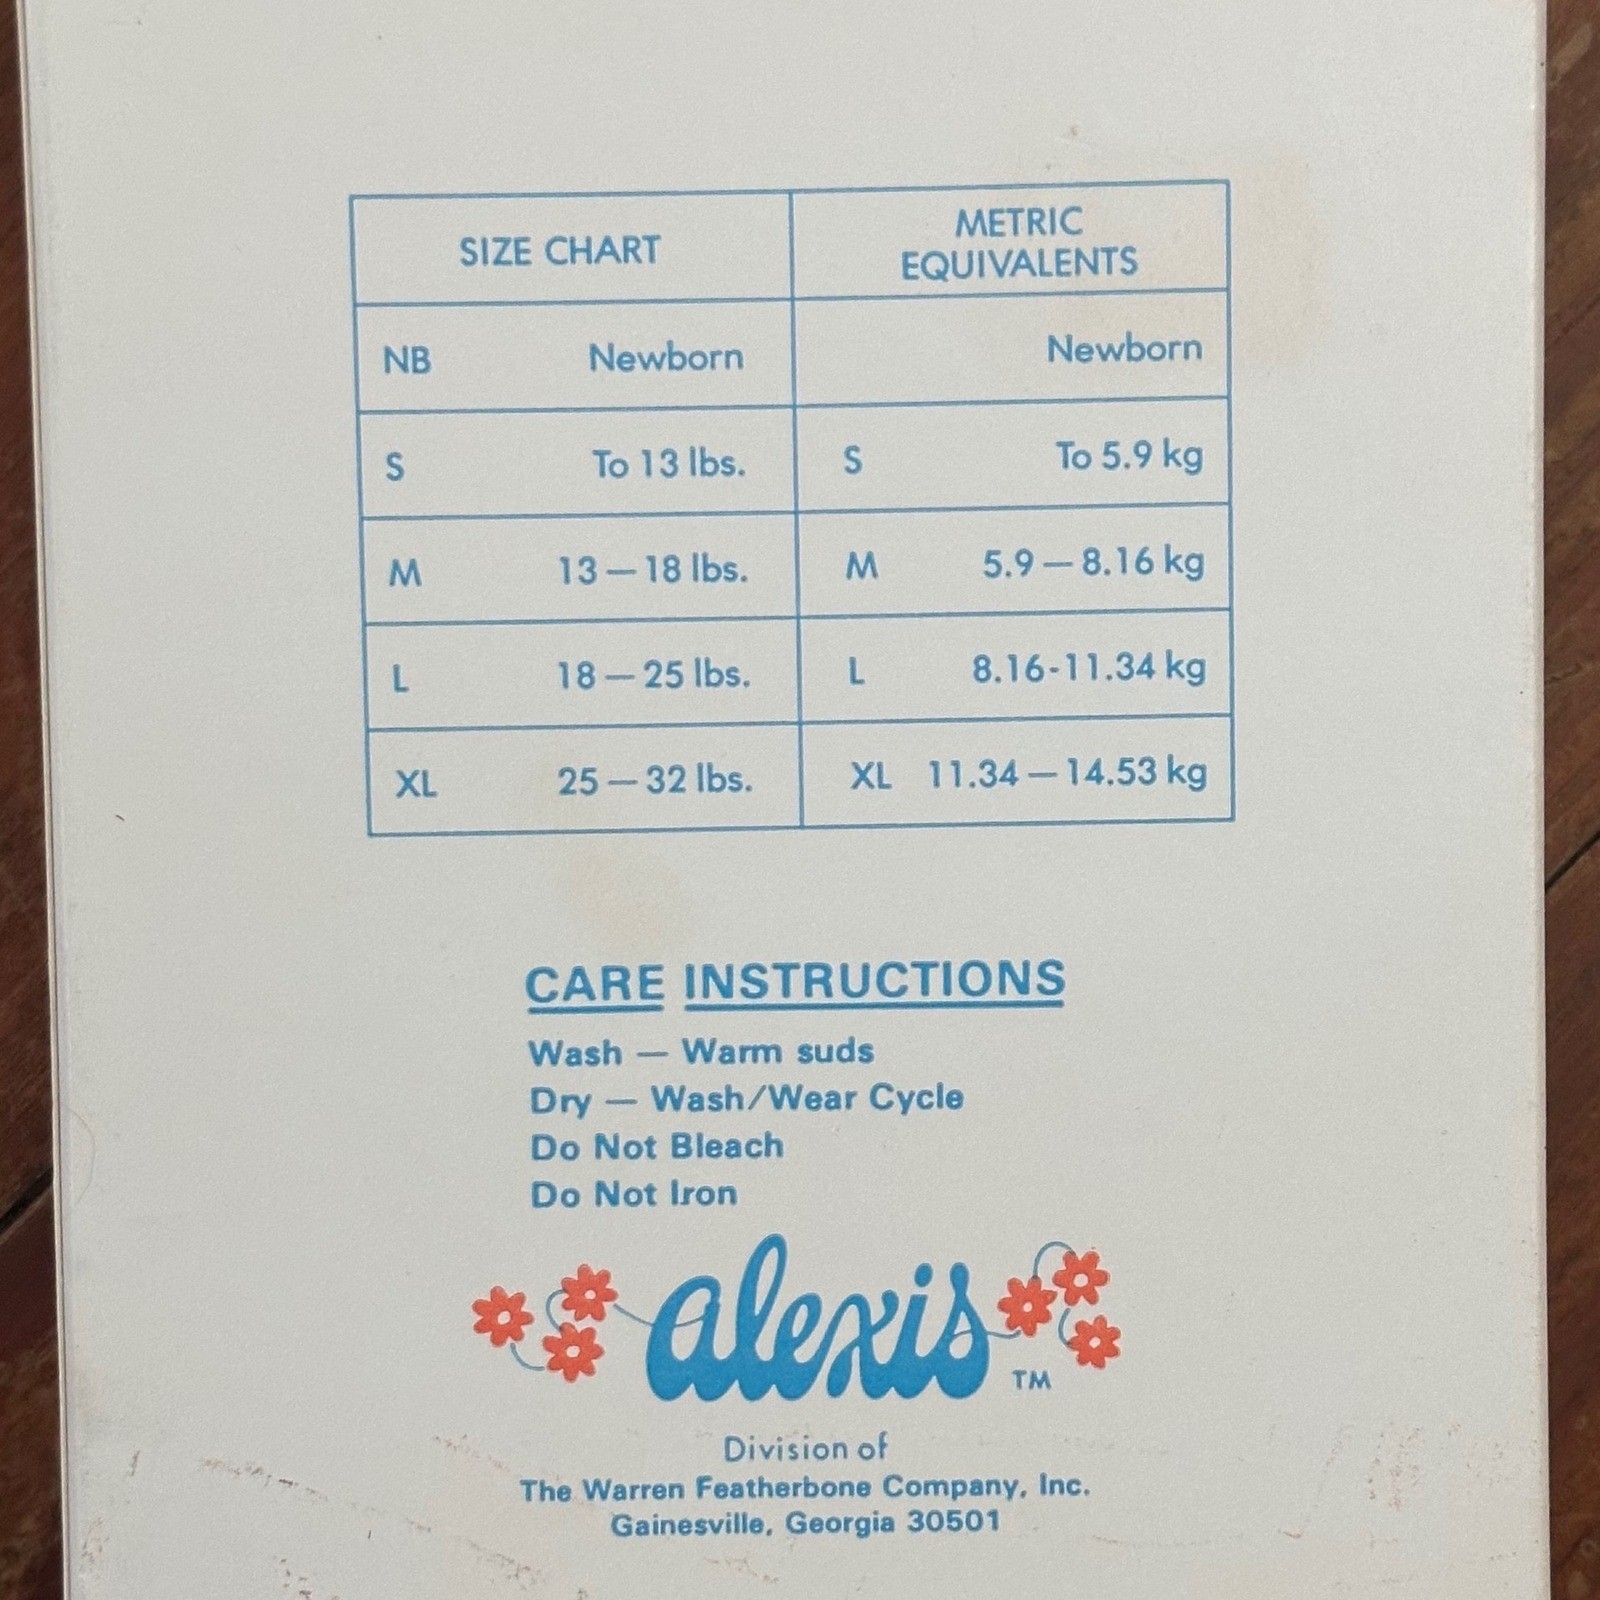 SIZE CHART
METRIC
EQUIVALENTS
NB Newborn Newborn
S To 13 lbs. S To 5.9 kg
M 13 — 18 lbs. M 5.9 — 8.16 kg
L 18 — 25 lbs. L 8.16-11.34 kg
XL 25 — 32 lbs. XL 11.34 — 14.53 kg
CARE INSTRUCTIONS
Wash — Warm suds
Dry — Wash/Wear Cycle
Do Not Bleach
Do Not Iron
alexis TM
Division of
The Warren Featherbone Company, Inc.
Gainesville, Georgia 30501